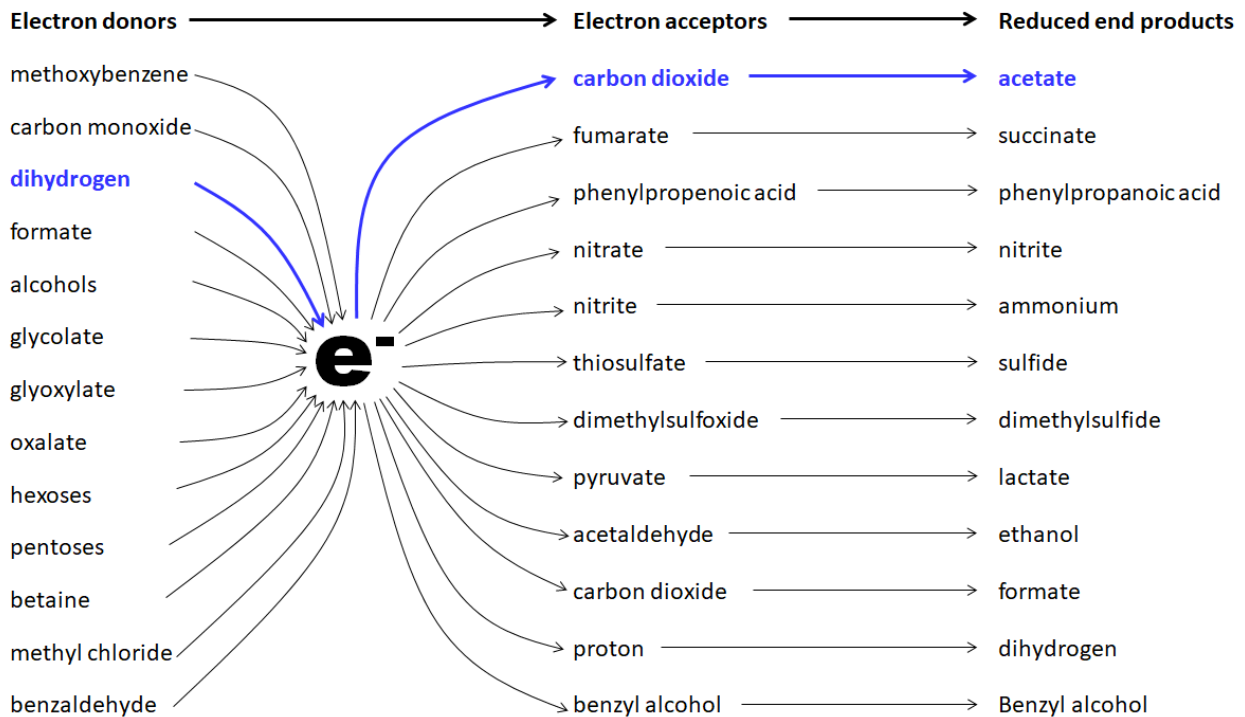 Electron donors Electron acceptors Reduced end products
methoxybenzene
carbon monoxide
dihydrogen
formate
alcohols
glycolate
glyoxylate
oxalate
hexoses
pentoses
betaine
methyl chloride
benzaldehyde
e-
carbon dioxide acetate
fumarate succinate
phenylpropenoic acid phenylpropanoic acid
nitrate nitrite
nitrite ammonium
thiosulfate sulfide
dimethylsulfoxide dimethylsulfide
pyruvate lactate
acetaldehyde ethanol
carbon dioxide formate
proton dihydrogen
benzyl alcohol Benzyl alcohol